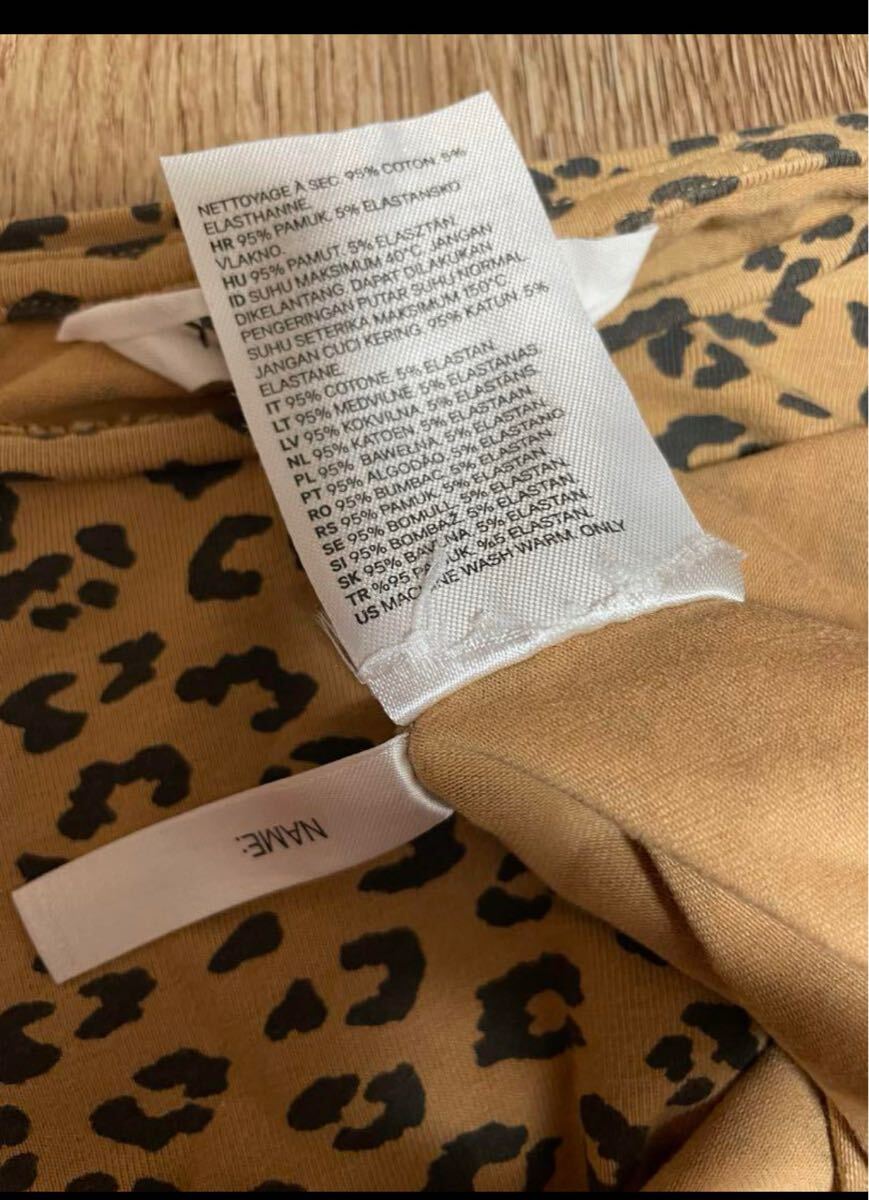 NETTOYAGE À SEC. 95% COTON. 5%
ELASTHANNE.
HR 95% PAMUK. 5% ELASTANSKO
VLAKNO.
HU 95% PAMUT. 5% ELASZTÁN.
ID SUHU MAKSIMUM 40°C. JANGAN
DIKELANTANG. DAPAT DILAKUKAN
PENGERINGAN PUTAR SUHU NORMAL.
SUHU SETERIKA MAKSIMUM 150°C.
JANGAN CUCI KERING. 95% KATUN. 5%
ELASTANE.
IT 95% COTONE. 5% ELASTAN.
LT 95% MEDVILNĖ. 5% ELASTANAS.
LV 95% KOKVILNA. 5% ELASTĀNS.
NL 95% KATOEN. 5% ELASTAAN.
PL 95% BAWEŁNA. 5% ELASTAN.
PT 95% ALGODÃO. 5% ELASTANO.
RO 95% BUMBAC. 5% ELASTAN.
RS 95% PAMUK. 5% ELASTAN.
SE 95% BOMULL. 5% ELASTAN.
SI 95% BOMBAŽ. 5% ELASTAN.
SK 95% 5% ELASTAN.
TR %95 %5 ELASTAN.
US WASH WARM. ONLY
NAME: